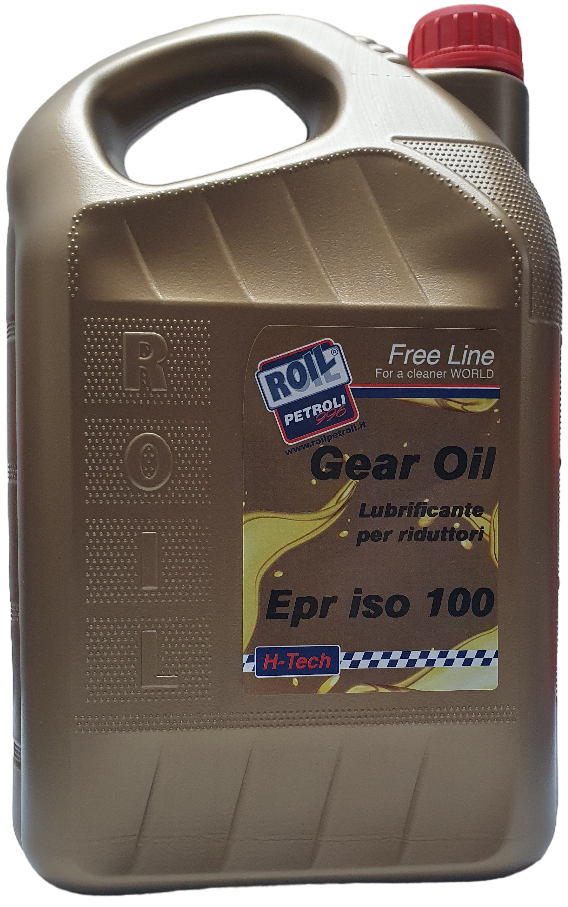 R
O
I
L
ROIL®
PETROLI
996
www.roilpetroli.it
Free Line
For a cleaner WORLD
Gear Oil
Lubrificante
per riduttori
Epr iso 100
H-Tech